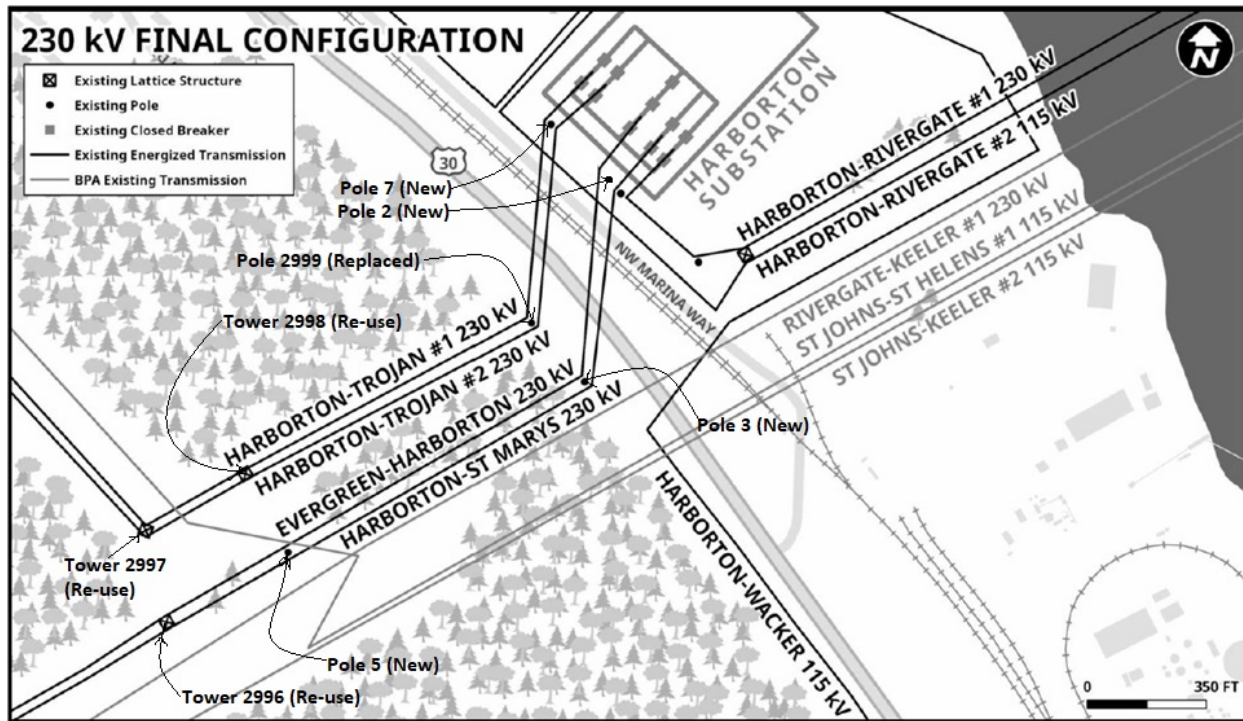 230 kV FINAL CONFIGURATION
Existing Lattice Structure
Existing Pole
Existing Closed Breaker
Existing Energized Transmission
BPA Existing Transmission
N
30
HARBORTON
SUBSTATION
HARBORTON-RIVERGATE #1 230 kV
HARBORTON-RIVERGATE #2 115 kV
Pole 7 (New)
Pole 2 (New)
NW MARINA WAY
RIVERGATE-KEELER #1 230 kV
ST JOHNS-ST HELENS #1 115 kV
ST JOHNS-KEELER #2 115 kV
Pole 2999 (Replaced)
Tower 2998 (Re-use)
HARBORTON-TROJAN #1 230 kV
HARBORTON-TROJAN #2 230 kV
EVERGREEN-HARBORTON 230 kV
HARBORTON-ST MARYS 230 kV
Pole 3 (New)
HARBORTON-WACKER 115 kV
Tower 2997
(Re-use)
Pole 5 (New)
Tower 2996 (Re-use)
0 350 FT